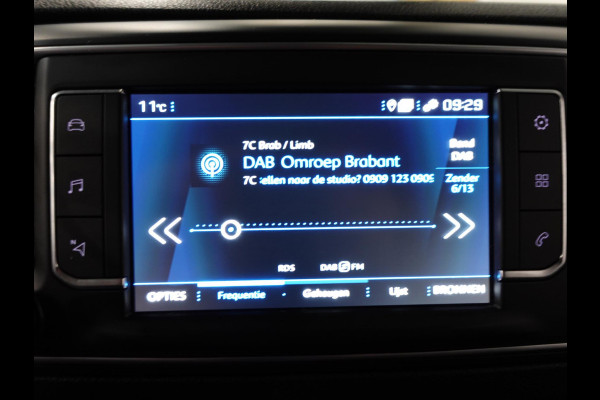 11°C 09:29
7C Brab / Limb
DAB Omroep Brabant
7C :ellen naar de studio? 0909 123 0909
Band
DAB
Zender
6/13
RDS DAB FM
OPTIES Frequentie Geheugen Lijst BRONNEN
N